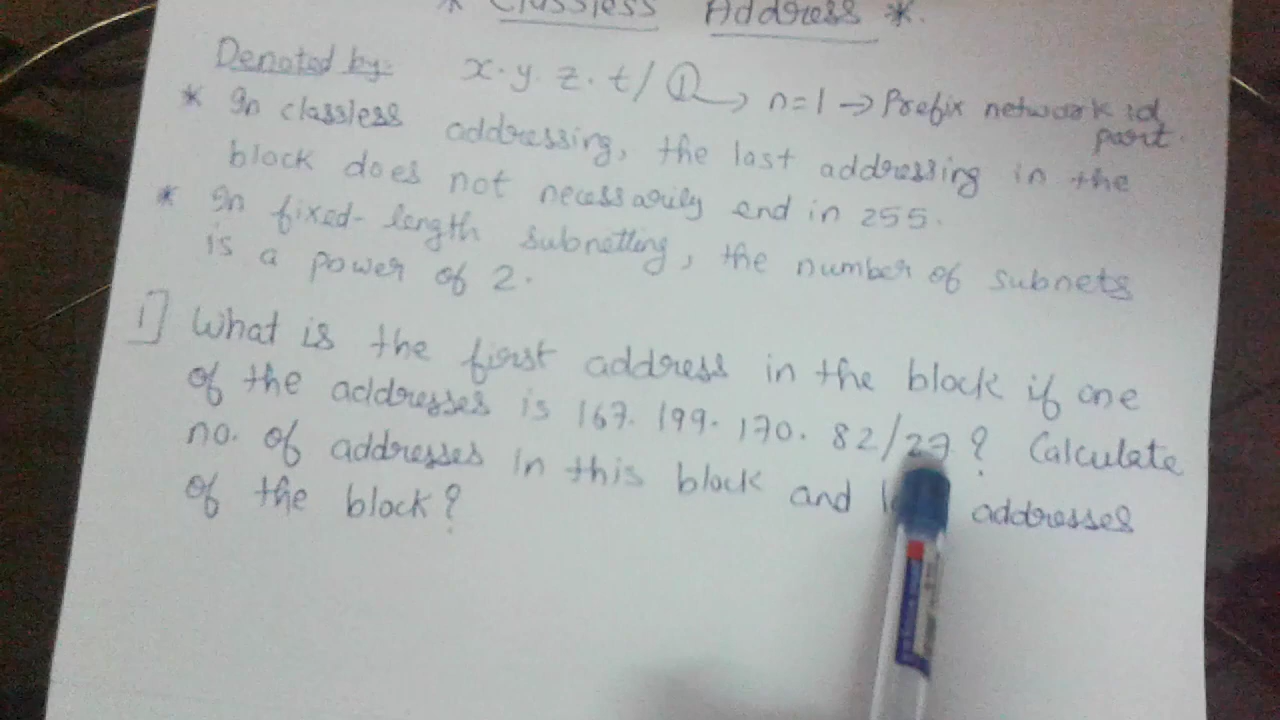 * Classless Address *.
Denoted by:- x.y.z.t/① → n=1 → Prefix network id part.
* In classless addressing, the last addressing in the
block does not necessarily end in 255.
* In fixed-length subnetting, the number of subnets
is a power of 2.
1] What is the first address in the block if one
of the addresses is 167.199.170.82/27? Calculate
no. of addresses in this block and addresses
of the block?